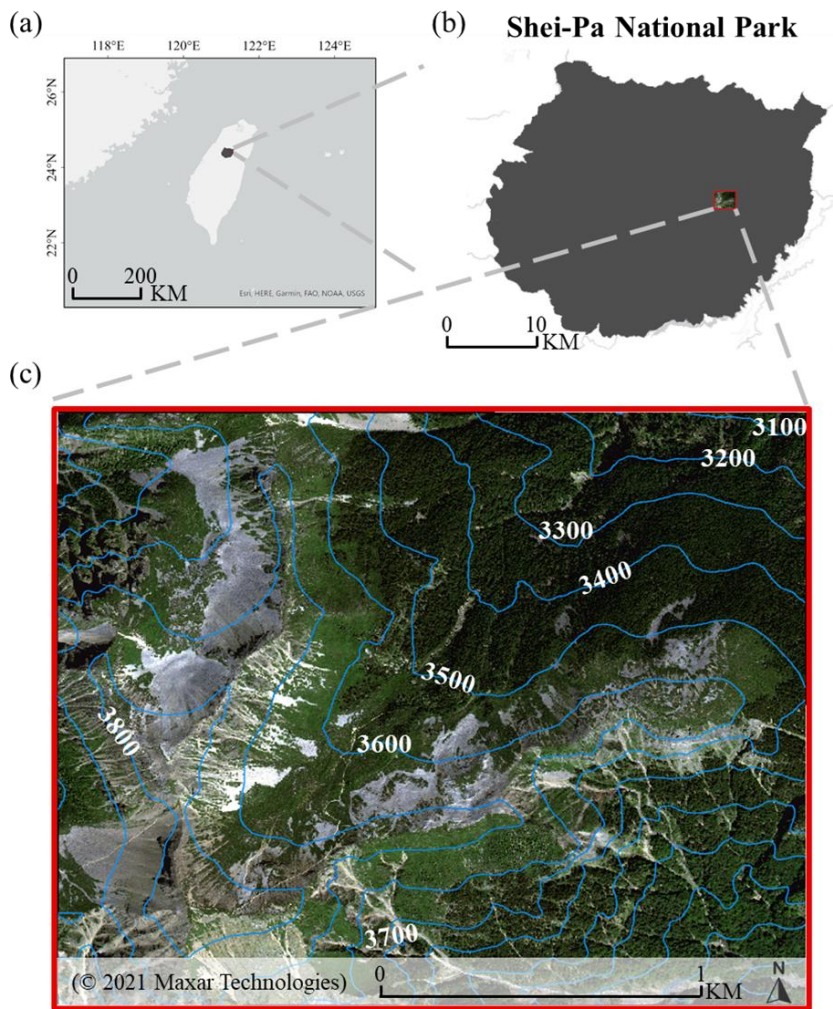 (a)
118°E 120°E 122°E 124°E
26°N
24°N
22°N
0 200
KM
Esri, HERE, Garmin, FAO, NOAA, USGS
(b) Shei-Pa National Park
0 10
KM
(c)
3100
3200
3300
3400
3500
3800
3600
3700
(© 2021 Maxar Technologies) 0 1
KM
N